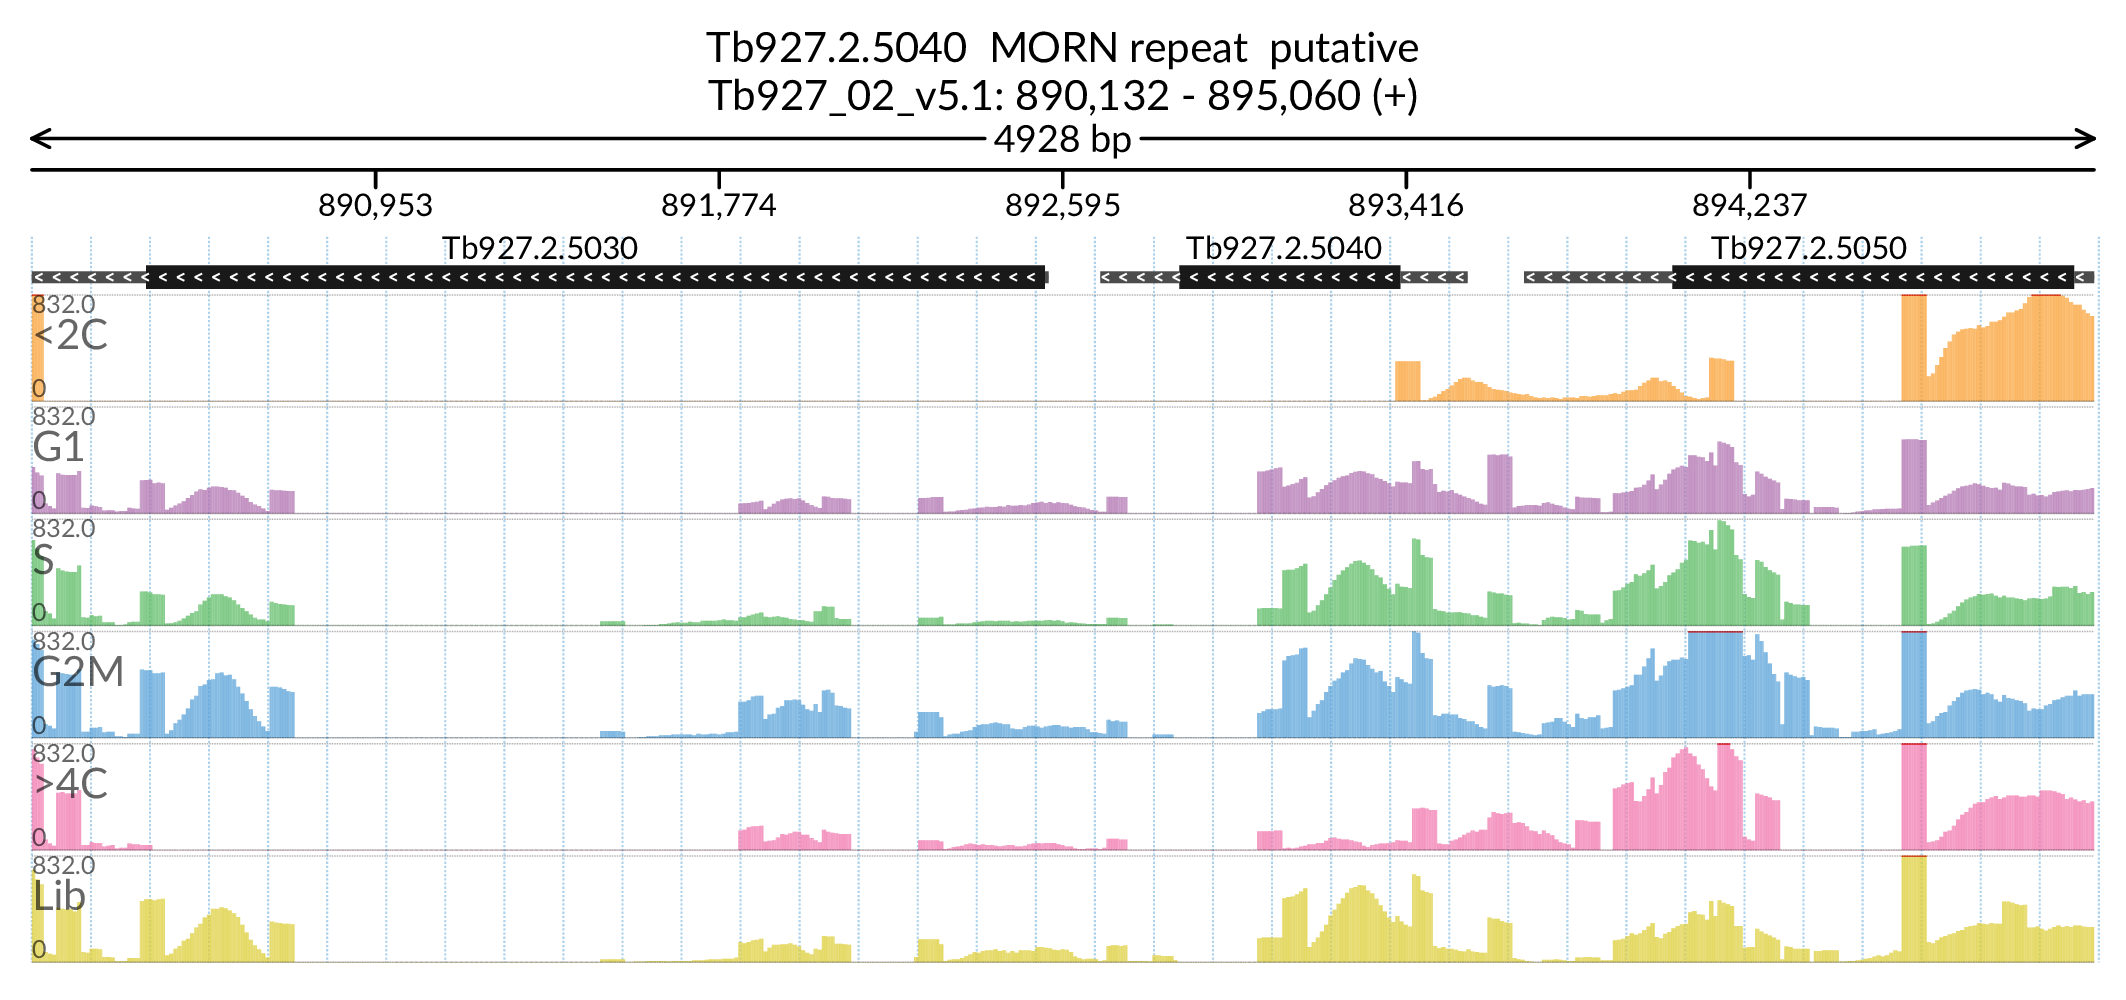 Tb927.2.5040  MORN repeat  putative
Tb927_02_v5.1: 890,132 - 895,060 (+)
4928 bp
890,953 891,774 892,595 893,416 894,237
Tb927.2.5030 Tb927.2.5040 Tb927.2.5050
832.0
<2C
0
832.0
G1
0
832.0
S
0
832.0
G2M
0
832.0
>4C
0
832.0
Lib
0